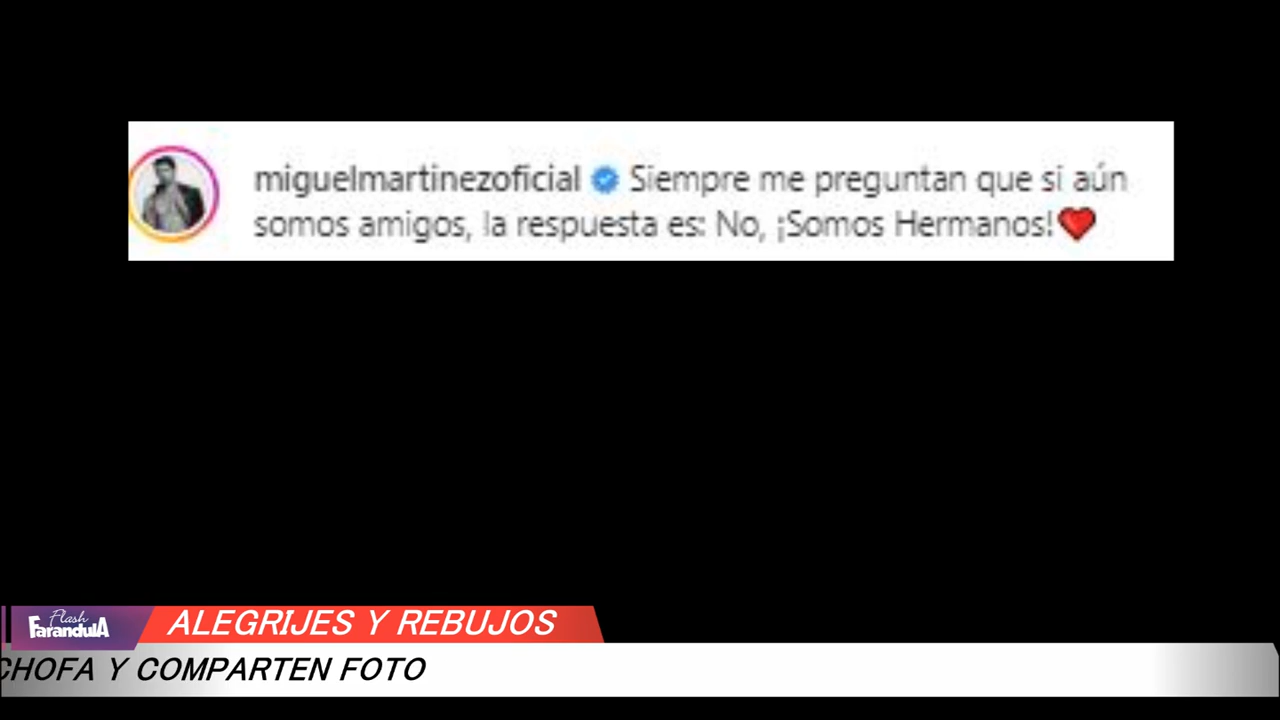 miguelmartinezoficial Siempre me preguntan que si aún
somos amigos, la respuesta es: No, ¡Somos Hermanos!
Flash
FarandulA
ALEGRIJES Y REBUJOS
CHOFA Y COMPARTEN FOTO